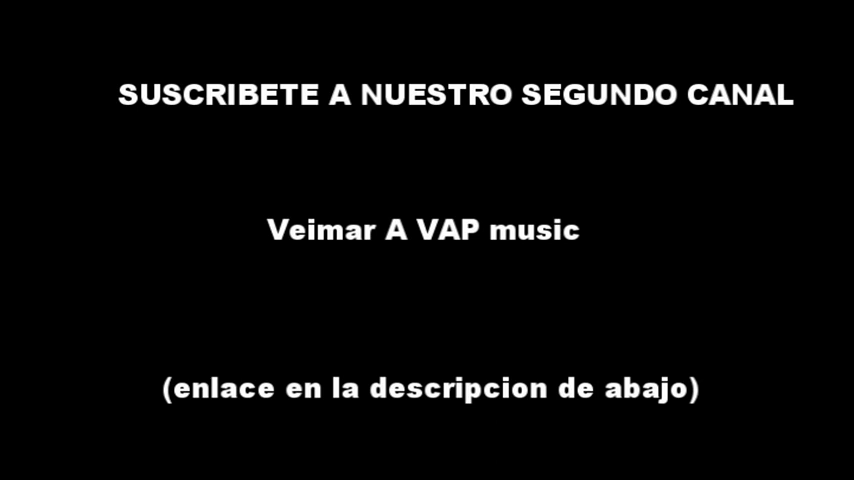 SUSCRIBETE A NUESTRO SEGUNDO CANAL
Veimar A VAP music
(enlace en la descripcion de abajo)